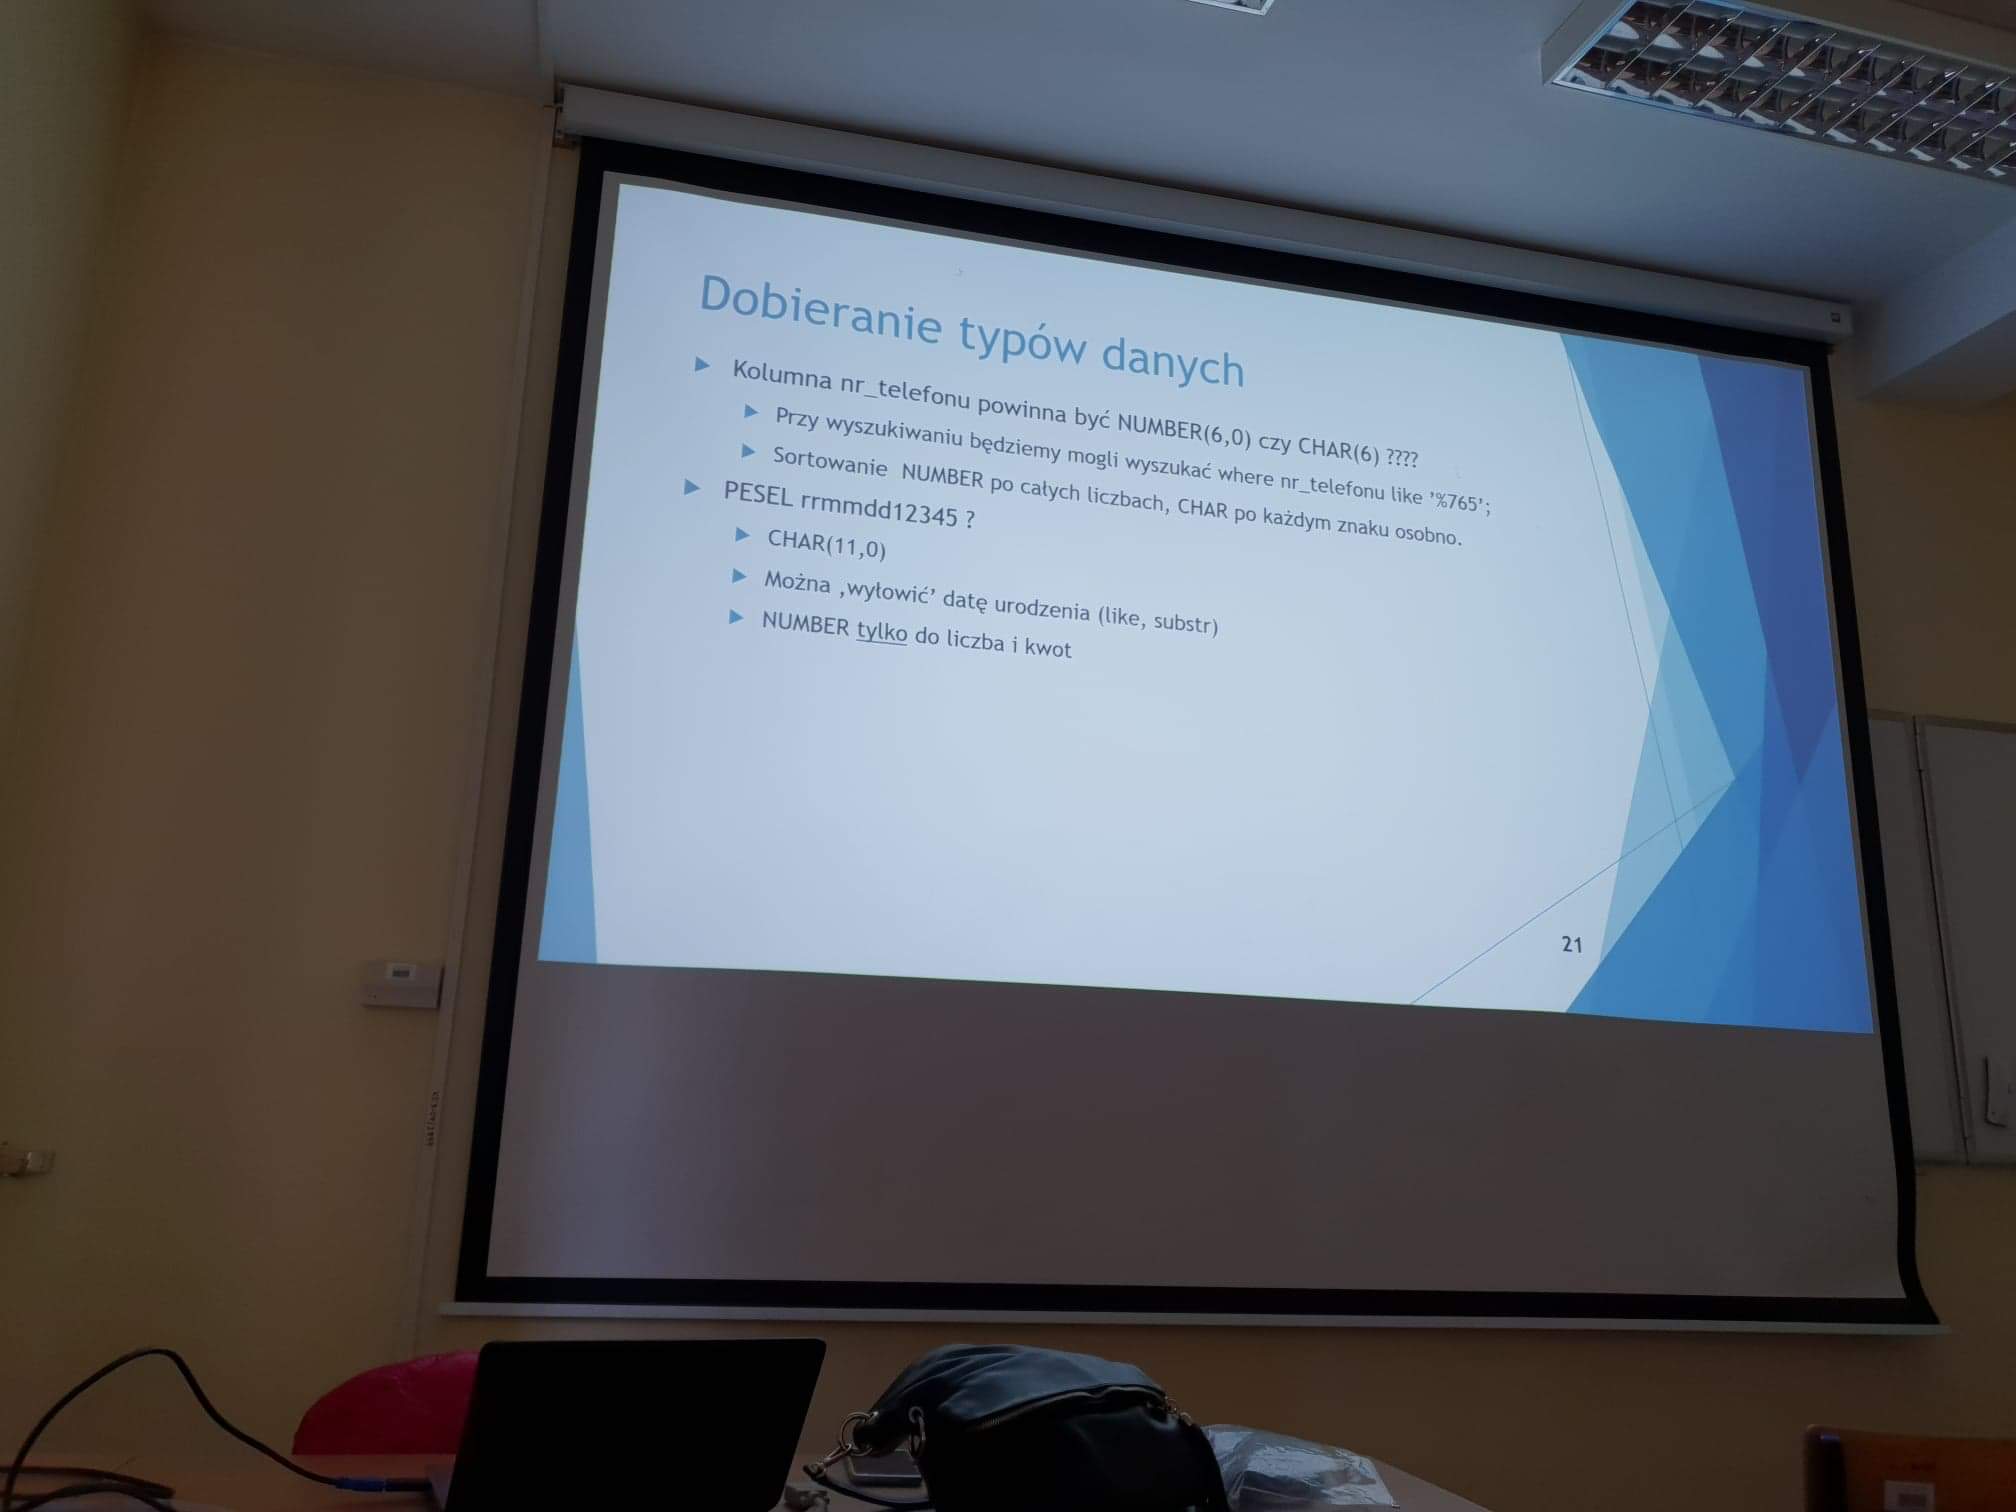 Dobieranie typów danych
Kolumna nr_telefonu powinna być NUMBER(6,0) czy CHAR(6) ????
Przy wyszukiwaniu będziemy mogli wyszukać where nr_telefonu like ’%765’;
Sortowanie NUMBER po całych liczbach, CHAR po każdym znaku osobno.
PESEL rrmmdd12345 ?
CHAR(11,0)
Można ‚wyłowić’ datę urodzenia (like, substr)
NUMBER tylko do liczba i kwot
21